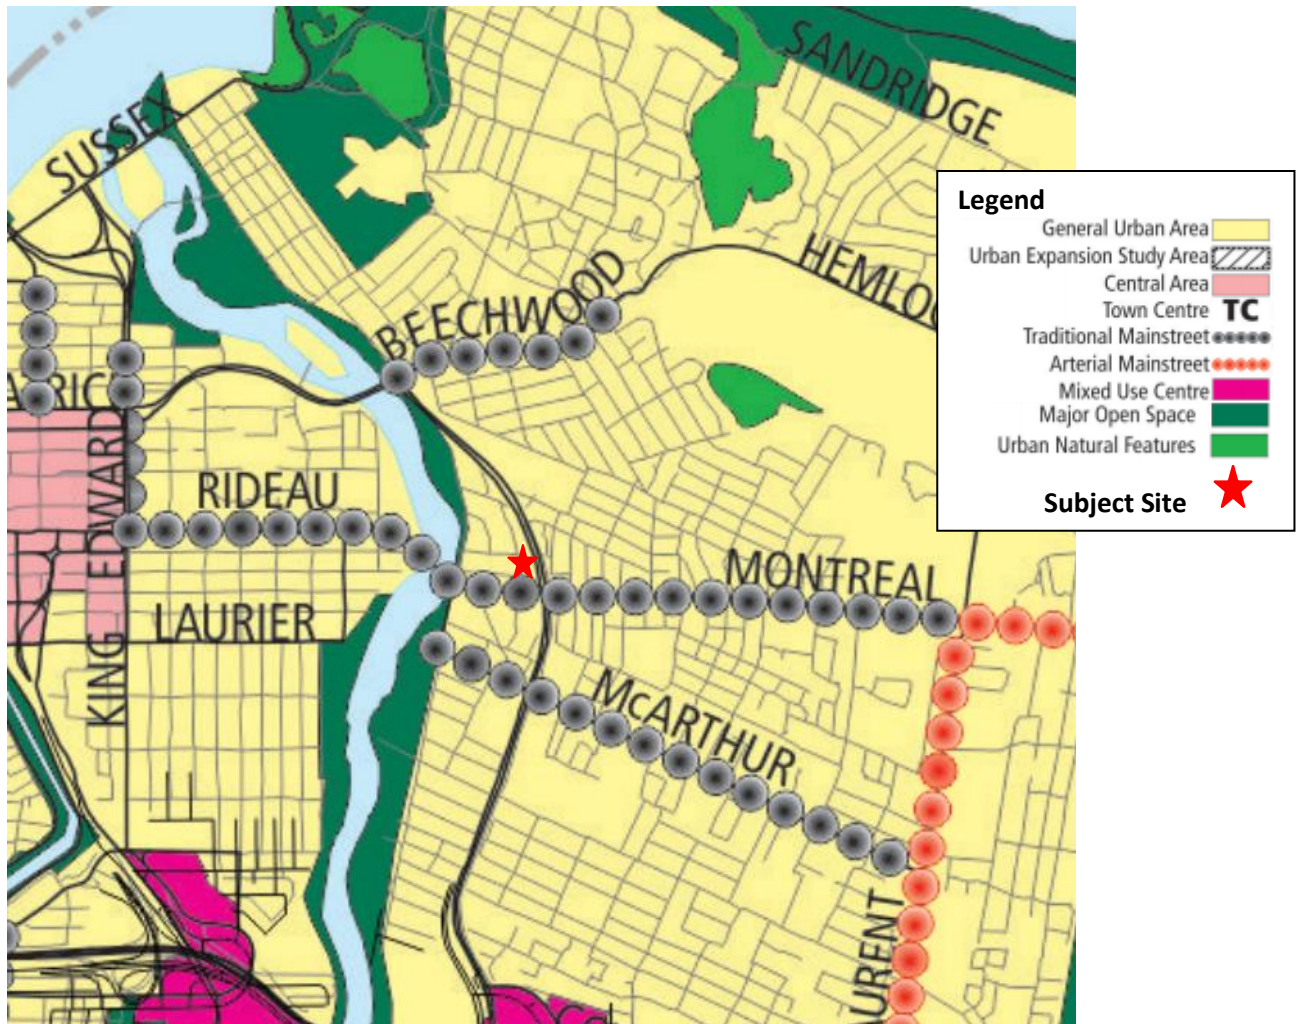 SUSSEX
SANDRIDGE
BEECHWOOD
HEMLOC
RIC
KING EDWARD
RIDEAU
LAURIER
MONTREAL
McARTHUR
URENT
Legend
General Urban Area
Urban Expansion Study Area
Central Area
Town Centre TC
Traditional Mainstreet
Arterial Mainstreet
Mixed Use Centre
Major Open Space
Urban Natural Features
Subject Site